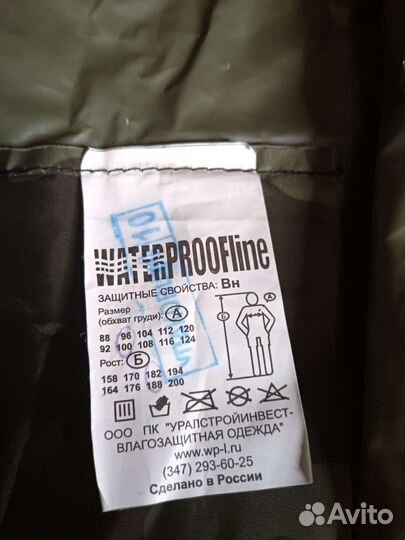 WATERPROOFline
ЗАЩИТНЫЕ СВОЙСТВА: Вн
Размер
(обхват груди): А
88 96 104 112 120
92 100 108 116 124
Рост: Б
158 170 182 194
164 176 188 200
ООО ПК "УРАЛСТРОЙИНВЕСТ-
ВЛАГОЗАЩИТНАЯ ОДЕЖДА"
www.wp-l.ru
(347) 293-60-25
Сделано в России
Avito